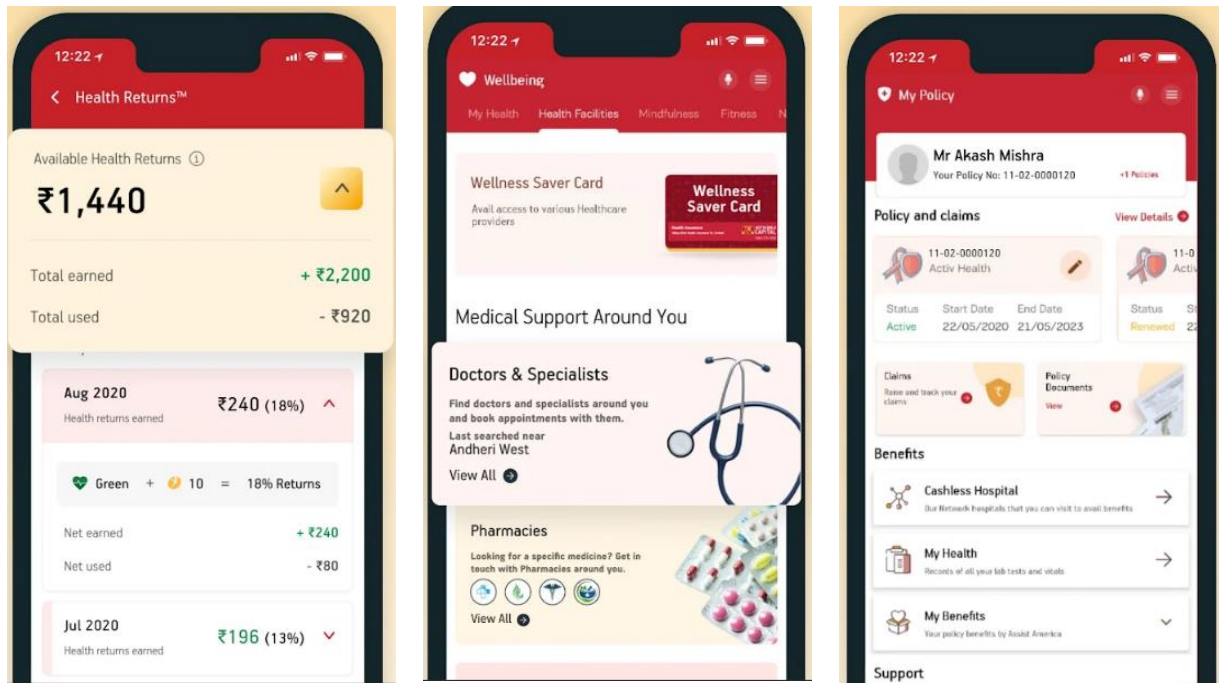 12:22
Health Returns™
Available Health Returns
₹1,440
Total earned + ₹2,200
Total used - ₹920
Aug 2020
Health returns earned
₹240 (18%)
Green + 10 = 18% Returns
Net earned + ₹240
Net used - ₹80
Jul 2020
Health returns earned
₹196 (13%)
12:22
Wellbeing
My Health Health Facilities Mindfulness Fitness N
Wellness Saver Card
Avail access to various Healthcare
providers
Wellness
Saver Card
Medical Support Around You
Doctors & Specialists
Find doctors and specialists around you
and book appointments with them.
Last searched near
Andheri West
View All
Pharmacies
Looking for a specific medicine? Get in
touch with Pharmacies around you.
View All
12:22
My Policy
Mr Akash Mishra
Your Policy No: 11-02-0000120
+1 Policies
Policy and claims View Details
11-02-0000120
Activ Health
Status Start Date End Date
Active 22/05/2020 21/05/2023
11-0
Activ
Status St
Renewed 22
Claims
Raise and track your
claims
Policy
Documents
View
Benefits
Cashless Hospital
Our Network hospitals that you can visit to avail benefits
My Health
Records of all your lab tests and vitals
My Benefits
Your policy benefits by Assist America
Support